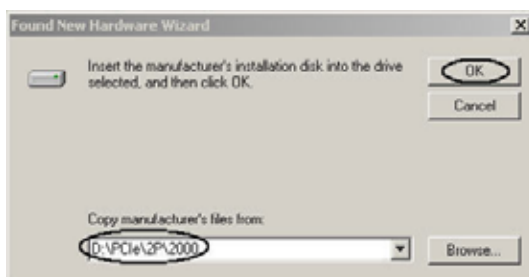 Found New Hardware Wizard
Insert the manufacturer's installation disk into the drive
selected, and then click OK.
OK
Cancel
Copy manufacturer's files from:
D:\PCIe\2P\2000
Browse...